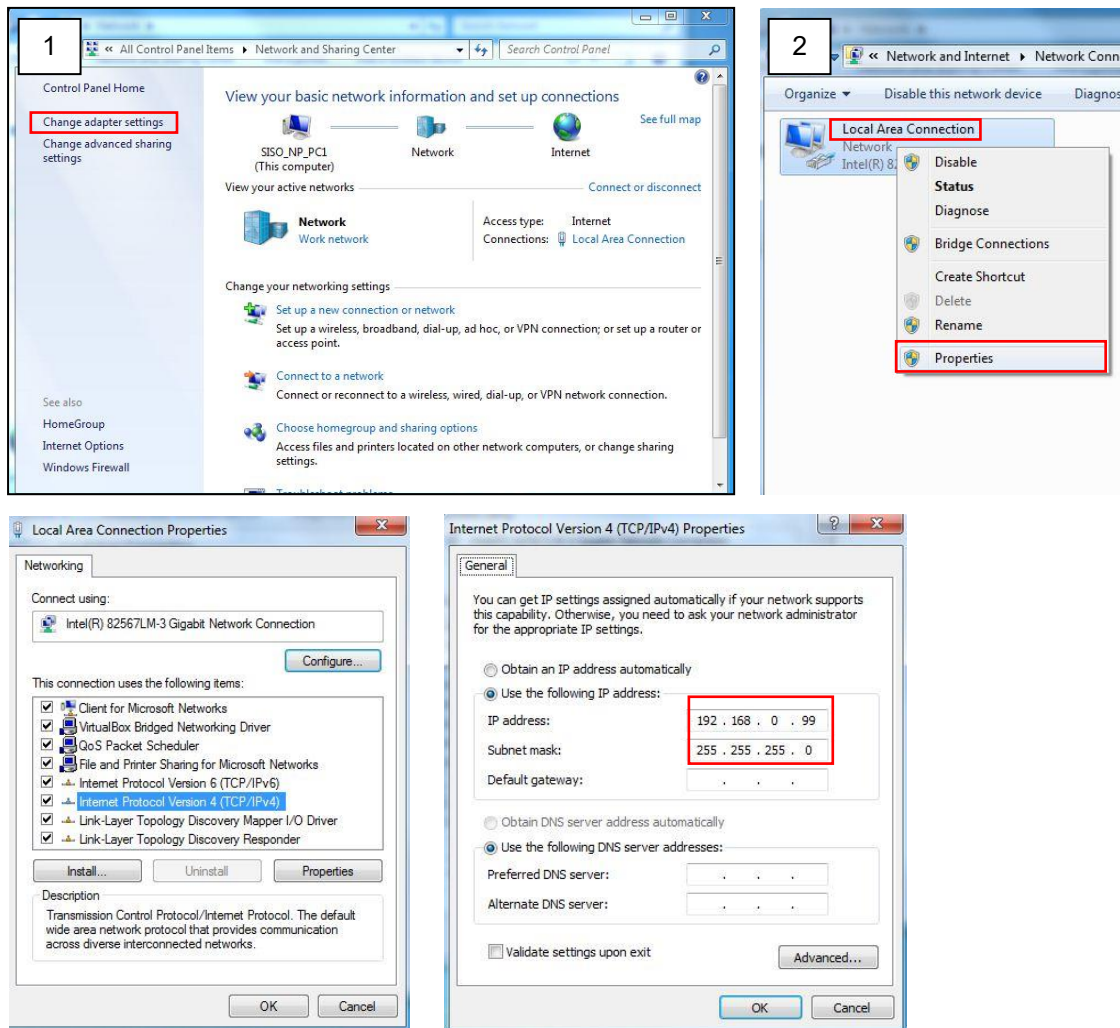 1
« All Control Panel Items ▸ Network and Sharing Center
Search Control Panel
Control Panel Home
Change adapter settings
Change advanced sharing
settings
See also
HomeGroup
Internet Options
Windows Firewall
View your basic network information and set up connections
See full map
SISO_NP_PC1
(This computer)
Network
Internet
View your active networks
Connect or disconnect
Network
Work network
Access type: Internet
Connections: Local Area Connection
Change your networking settings
Set up a new connection or network
Set up a wireless, broadband, dial-up, ad hoc, or VPN connection; or set up a router or
access point.
Connect to a network
Connect or reconnect to a wireless, wired, dial-up, or VPN network connection.
Choose homegroup and sharing options
Access files and printers located on other network computers, or change sharing
settings.
2
« Network and Internet ▸ Network Conn
Organize
Disable this network device
Diagnos
Local Area Connection
Network
Intel(R) 8
Disable
Status
Diagnose
Bridge Connections
Create Shortcut
Delete
Rename
Properties
Local Area Connection Properties
Networking
Connect using:
Intel(R) 82567LM-3 Gigabit Network Connection
Configure...
This connection uses the following items:
Client for Microsoft Networks
VirtualBox Bridged Networking Driver
QoS Packet Scheduler
File and Printer Sharing for Microsoft Networks
Internet Protocol Version 6 (TCP/IPv6)
Internet Protocol Version 4 (TCP/IPv4)
Link-Layer Topology Discovery Mapper I/O Driver
Link-Layer Topology Discovery Responder
Install...
Uninstall
Properties
Description
Transmission Control Protocol/Internet Protocol. The default
wide area network protocol that provides communication
across diverse interconnected networks.
OK
Cancel
Internet Protocol Version 4 (TCP/IPv4) Properties
General
You can get IP settings assigned automatically if your network supports
this capability. Otherwise, you need to ask your network administrator
for the appropriate IP settings.
Obtain an IP address automatically
Use the following IP address:
IP address: 192 . 168 . 0 . 99
Subnet mask: 255 . 255 . 255 . 0
Default gateway: . . .
Obtain DNS server address automatically
Use the following DNS server addresses:
Preferred DNS server: . . .
Alternate DNS server: . . .
Validate settings upon exit
Advanced...
OK
Cancel